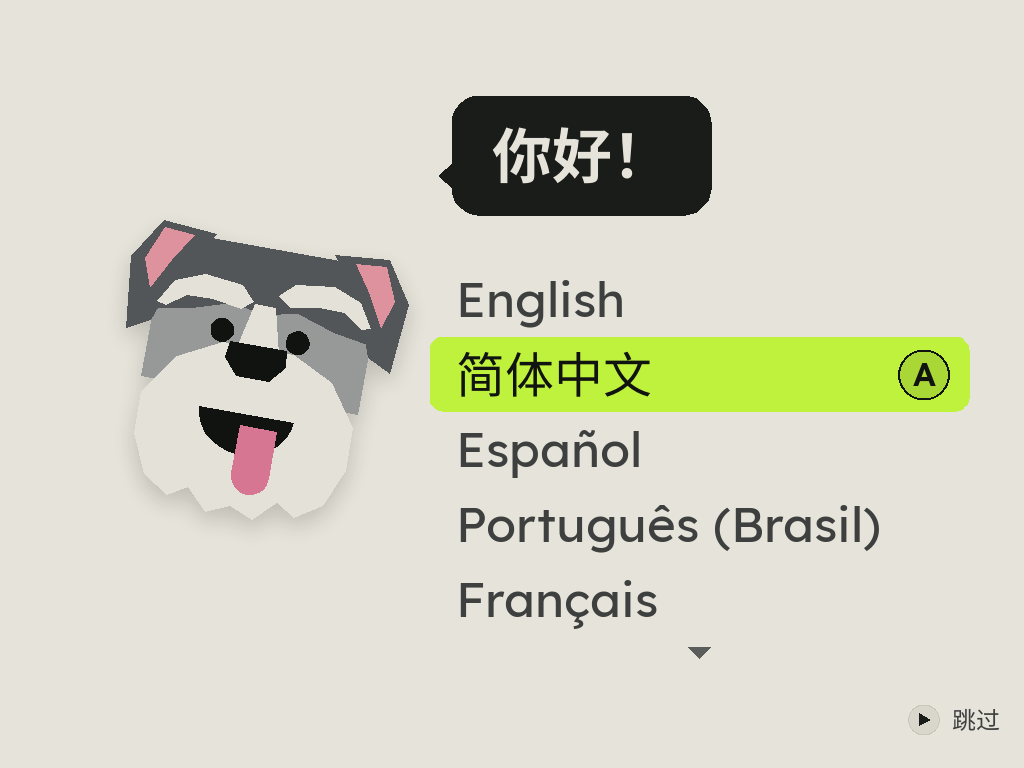 你好！
English
简体中文
A
Español
Português (Brasil)
Français
跳过